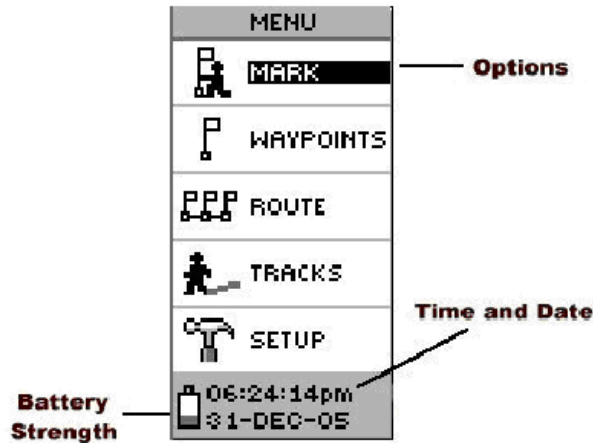 MENU
MARK
Options
WAYPOINTS
ROUTE
TRACKS
Time and Date
SETUP
06:24:14pm
31-DEC-05
Battery
Strength